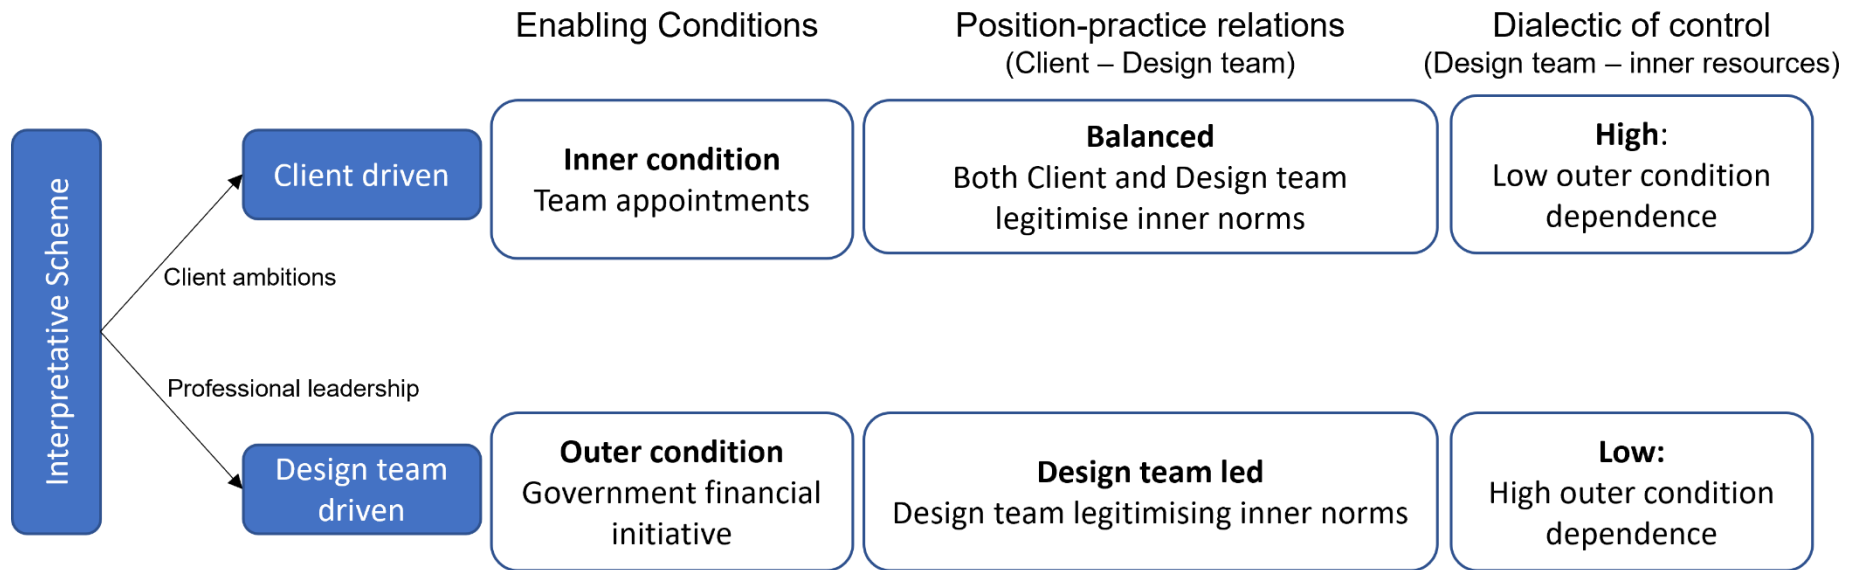 Enabling Conditions
Position-practice relations
(Client – Design team)
Dialectic of control
(Design team – inner resources)
Interpretative Scheme
Client driven
Inner condition
Team appointments
Balanced
Both Client and Design team
legitimise inner norms
High:
Low outer condition
dependence
Client ambitions
Professional leadership
Design team
driven
Outer condition
Government financial
initiative
Design team led
Design team legitimising inner norms
Low:
High outer condition
dependence